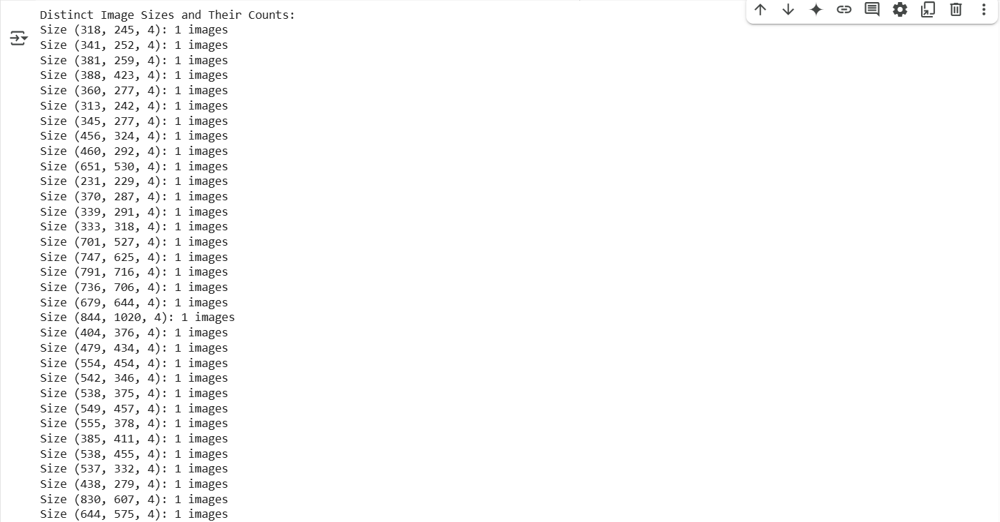 Distinct Image Sizes and Their Counts:
Size (318, 245, 4): 1 images
Size (341, 252, 4): 1 images
Size (381, 259, 4): 1 images
Size (388, 423, 4): 1 images
Size (360, 277, 4): 1 images
Size (313, 242, 4): 1 images
Size (345, 277, 4): 1 images
Size (456, 324, 4): 1 images
Size (460, 292, 4): 1 images
Size (651, 530, 4): 1 images
Size (231, 229, 4): 1 images
Size (370, 287, 4): 1 images
Size (339, 291, 4): 1 images
Size (333, 318, 4): 1 images
Size (701, 527, 4): 1 images
Size (747, 625, 4): 1 images
Size (791, 716, 4): 1 images
Size (736, 706, 4): 1 images
Size (679, 644, 4): 1 images
Size (844, 1020, 4): 1 images
Size (404, 376, 4): 1 images
Size (479, 434, 4): 1 images
Size (554, 454, 4): 1 images
Size (542, 346, 4): 1 images
Size (538, 375, 4): 1 images
Size (549, 457, 4): 1 images
Size (555, 378, 4): 1 images
Size (385, 411, 4): 1 images
Size (538, 455, 4): 1 images
Size (537, 332, 4): 1 images
Size (438, 279, 4): 1 images
Size (830, 607, 4): 1 images
Size (644, 575, 4): 1 images